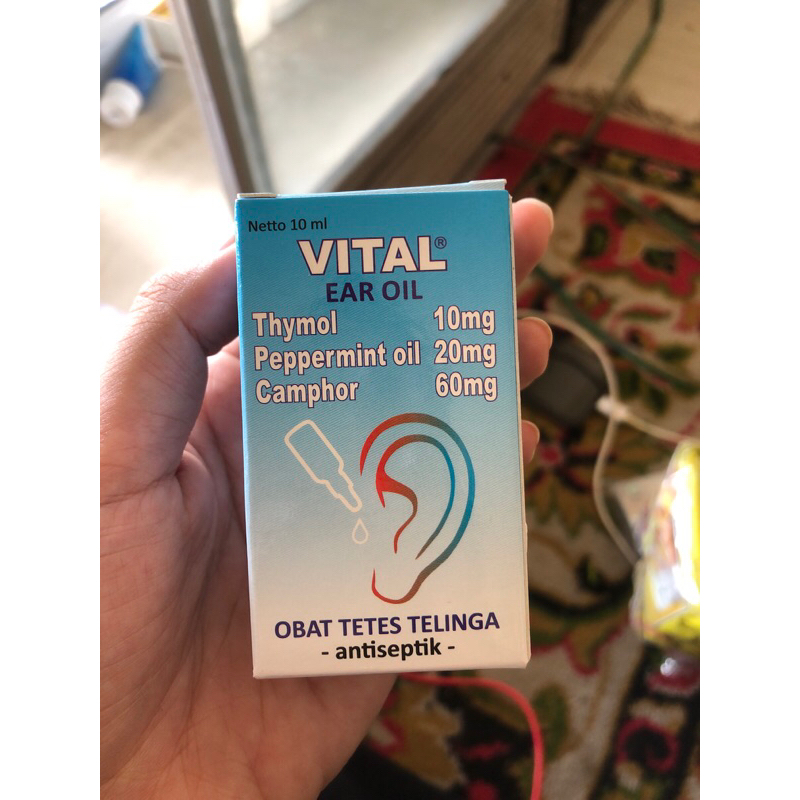 Netto 10 ml
VITAL®
EAR OIL
Thymol 10mg
Peppermint oil 20mg
Camphor 60mg
OBAT TETES TELINGA
- antiseptik -